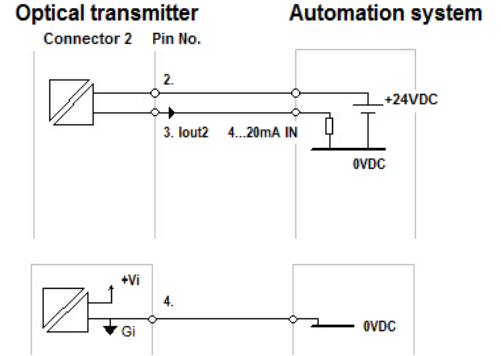 Optical transmitter Automation system
Connector 2 Pin No.
2.
+24VDC
3. Iout2 4...20mA IN
0VDC
+Vi
4.
Gi
0VDC